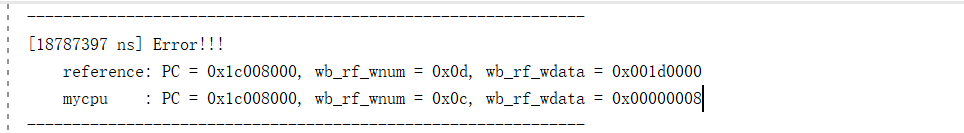 ----------------------------------------------------------------
[18787397 ns] Error!!!
reference: PC = 0x1c008000, wb_rf_wnum = 0x0d, wb_rf_wdata = 0x001d0000
mycpu    : PC = 0x1c008000, wb_rf_wnum = 0x0c, wb_rf_wdata = 0x00000008
----------------------------------------------------------------